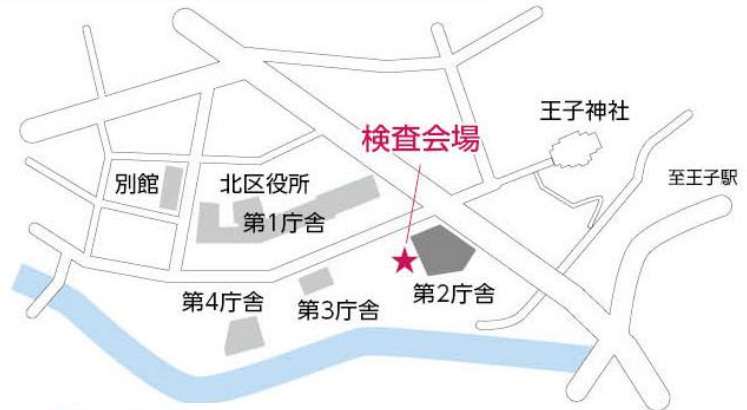 王子神社
検査会場
至王子駅
別館
北区役所
第1庁舎
第2庁舎
第4庁舎
第3庁舎